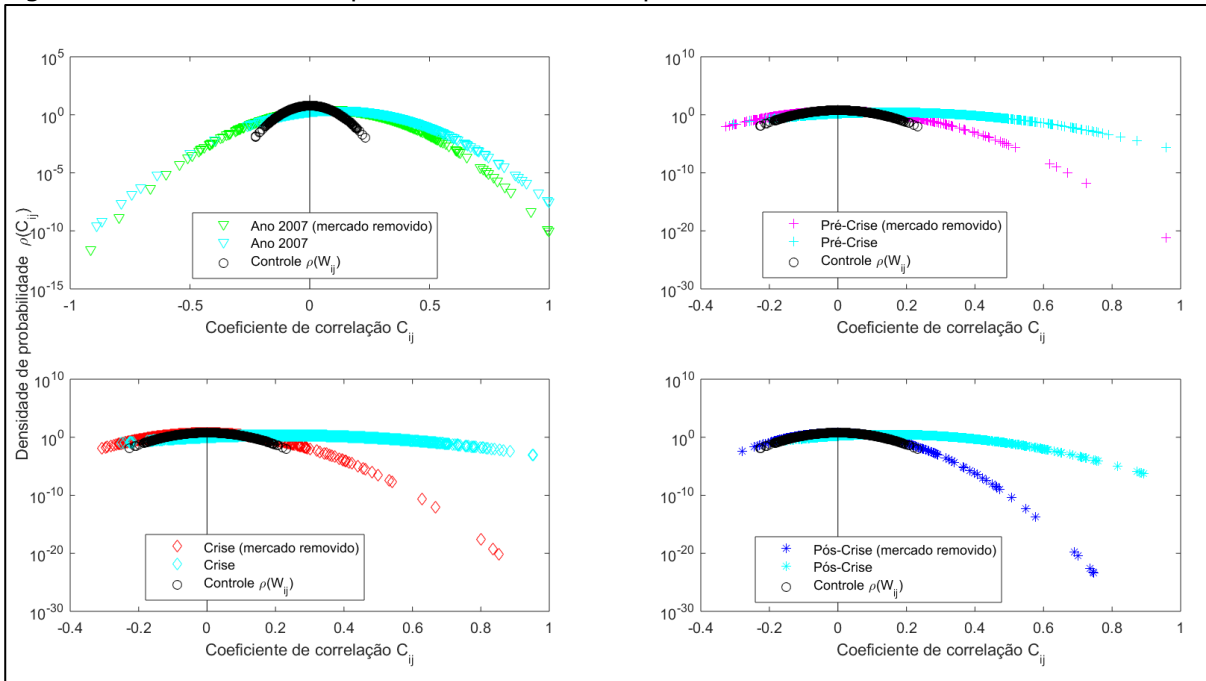 Densidade de probabilidade ρ(C_ij)
10^5
10^0
10^-5
10^-10
10^-15
-1 -0.5 0 0.5 1
Coeficiente de correlação C_ij
Ano 2007 (mercado removido)
Ano 2007
Controle ρ(W_ij)
10^10
10^0
10^-10
10^-20
10^-30
-0.4 -0.2 0 0.2 0.4 0.6 0.8 1
Coeficiente de correlação C_ij
Pré-Crise (mercado removido)
Pré-Crise
Controle ρ(W_ij)
10^10
10^0
10^-10
10^-20
10^-30
-0.4 -0.2 0 0.2 0.4 0.6 0.8 1
Coeficiente de correlação C_ij
Crise (mercado removido)
Crise
Controle ρ(W_ij)
10^10
10^0
10^-10
10^-20
10^-30
-0.4 -0.2 0 0.2 0.4 0.6 0.8 1
Coeficiente de correlação C_ij
Pós-Crise (mercado removido)
Pós-Crise
Controle ρ(W_ij)